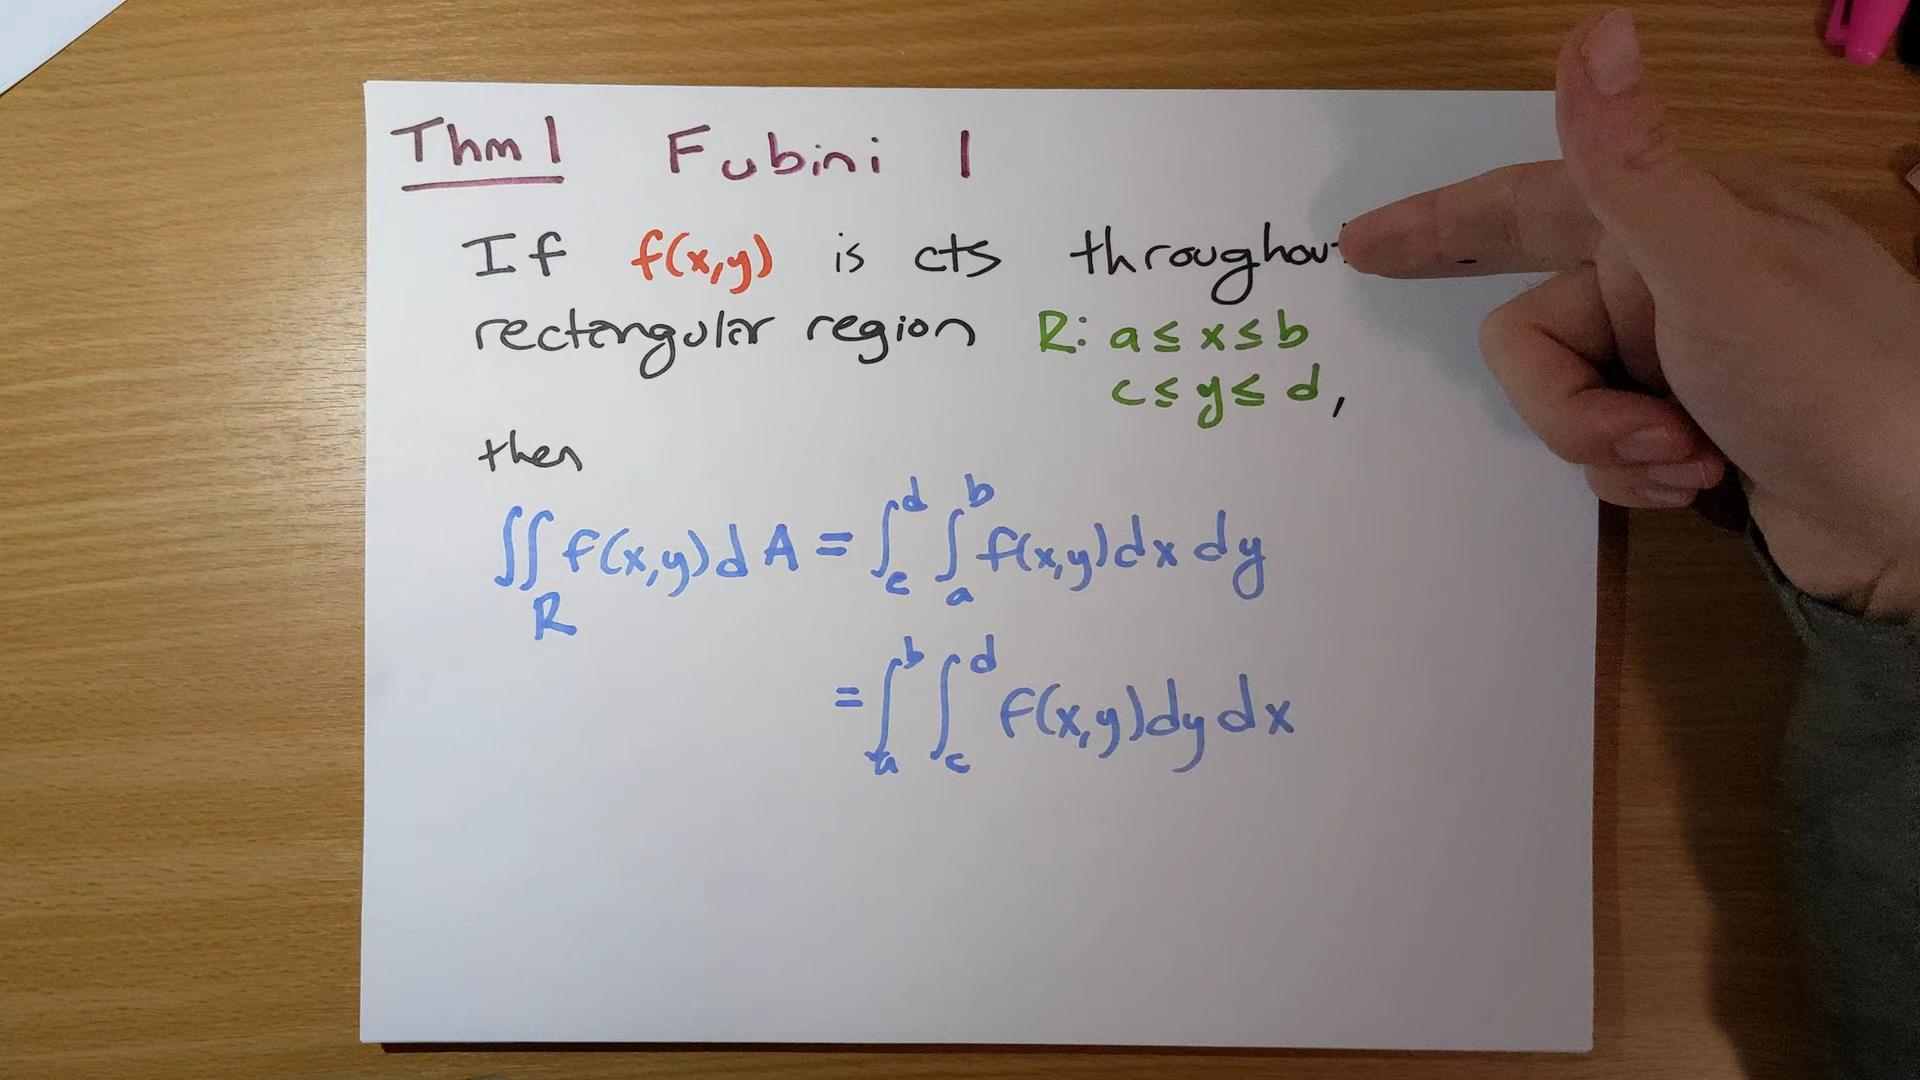 Thm 1 Fubini 1
If f(x,y) is cts throughout
rectangular region R: a ≤ x ≤ b
c ≤ y ≤ d,
then
∬_R f(x,y) dA = ∫_c^d ∫_a^b f(x,y) dx dy
= ∫_a^b ∫_c^d f(x,y) dy dx